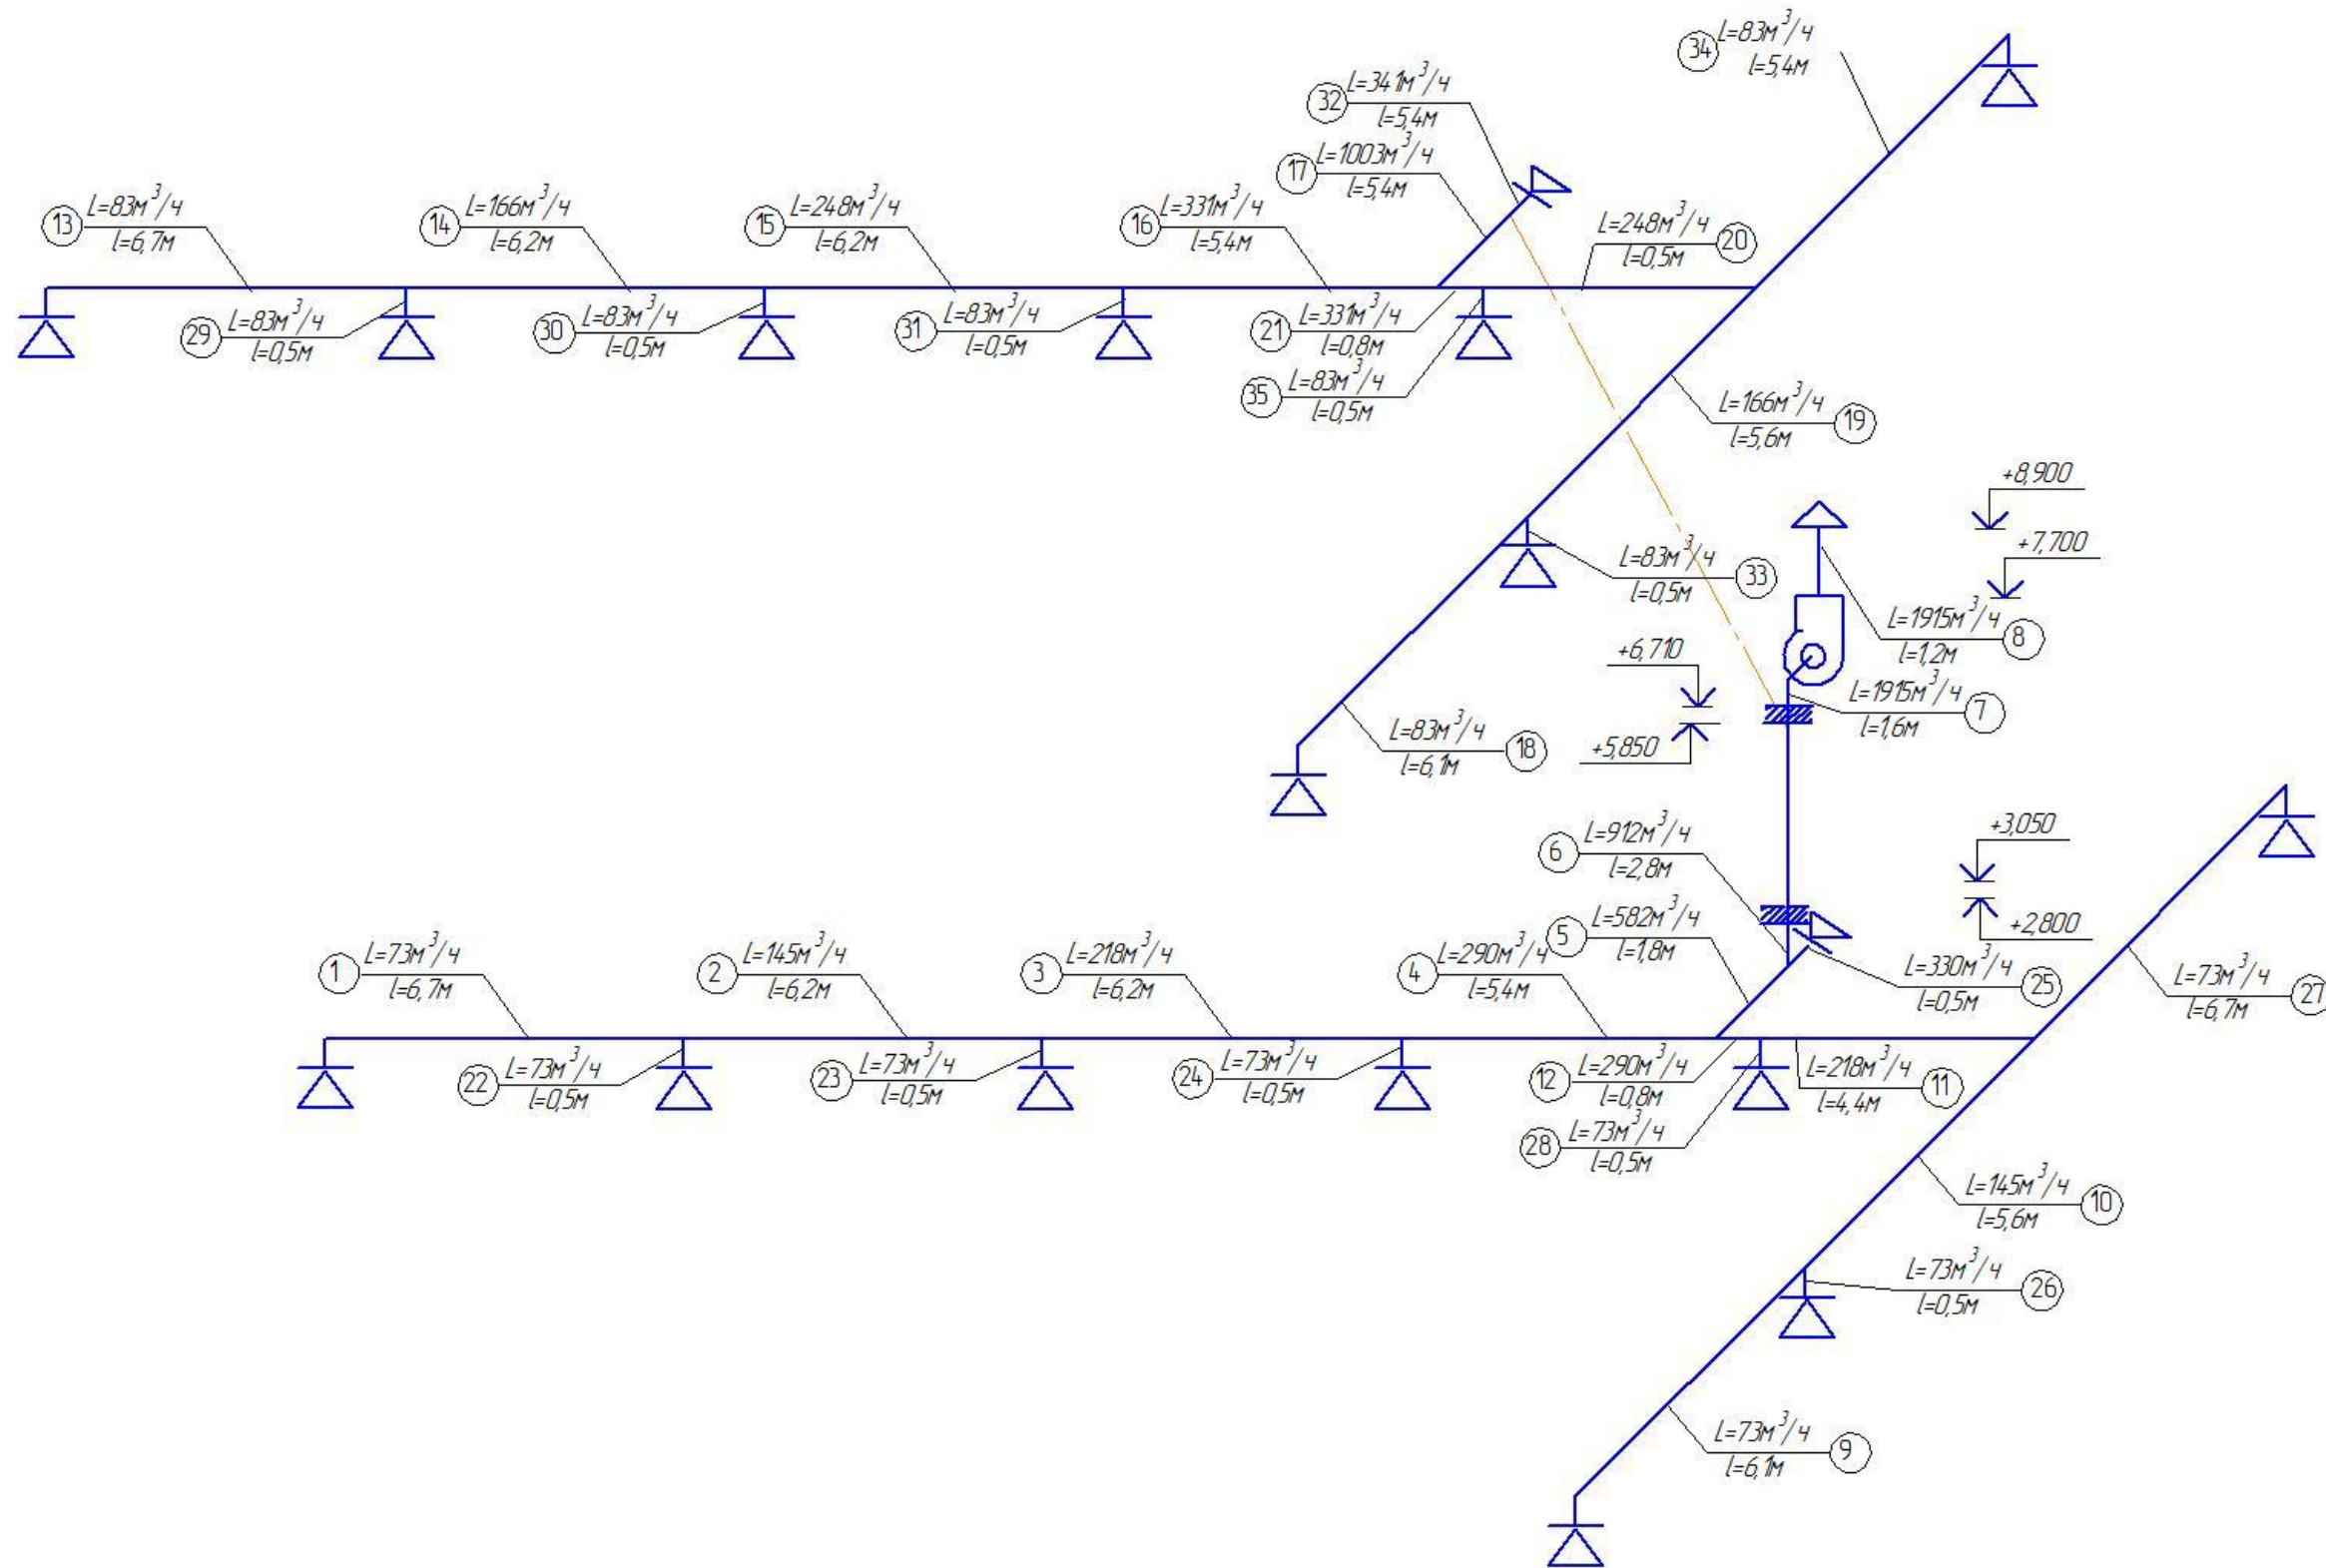 34 L=83м³/ч
l=5,4м
32 L=341м³/ч
l=5,4м
17 L=1003м³/ч
l=5,4м
13 L=83м³/ч
l=6,7м
14 L=166м³/ч
l=6,2м
15 L=248м³/ч
l=6,2м
16 L=331м³/ч
l=5,4м
L=248м³/ч 20
l=0,5м
29 L=83м³/ч
l=0,5м
30 L=83м³/ч
l=0,5м
31 L=83м³/ч
l=0,5м
21 L=331м³/ч
l=0,8м
35 L=83м³/ч
l=0,5м
L=166м³/ч 19
l=5,6м
+8,900
+7,700
L=83м³/ч 33
l=0,5м
L=1915м³/ч 8
l=1,2м
+6,710
L=1915м³/ч 7
l=1,6м
L=83м³/ч 18
l=6,1м
+5,850
6 L=912м³/ч
l=2,8м
+3,050
5 L=582м³/ч
l=1,8м
+2,800
1 L=73м³/ч
l=6,7м
2 L=145м³/ч
l=6,2м
3 L=218м³/ч
l=6,2м
4 L=290м³/ч
l=5,4м
L=330м³/ч 25
l=0,5м
L=73м³/ч 27
l=6,7м
22 L=73м³/ч
l=0,5м
23 L=73м³/ч
l=0,5м
24 L=73м³/ч
l=0,5м
12 L=290м³/ч
l=0,8м
L=218м³/ч 11
l=4,4м
28 L=73м³/ч
l=0,5м
L=145м³/ч 10
l=5,6м
L=73м³/ч 26
l=0,5м
L=73м³/ч 9
l=6,1м